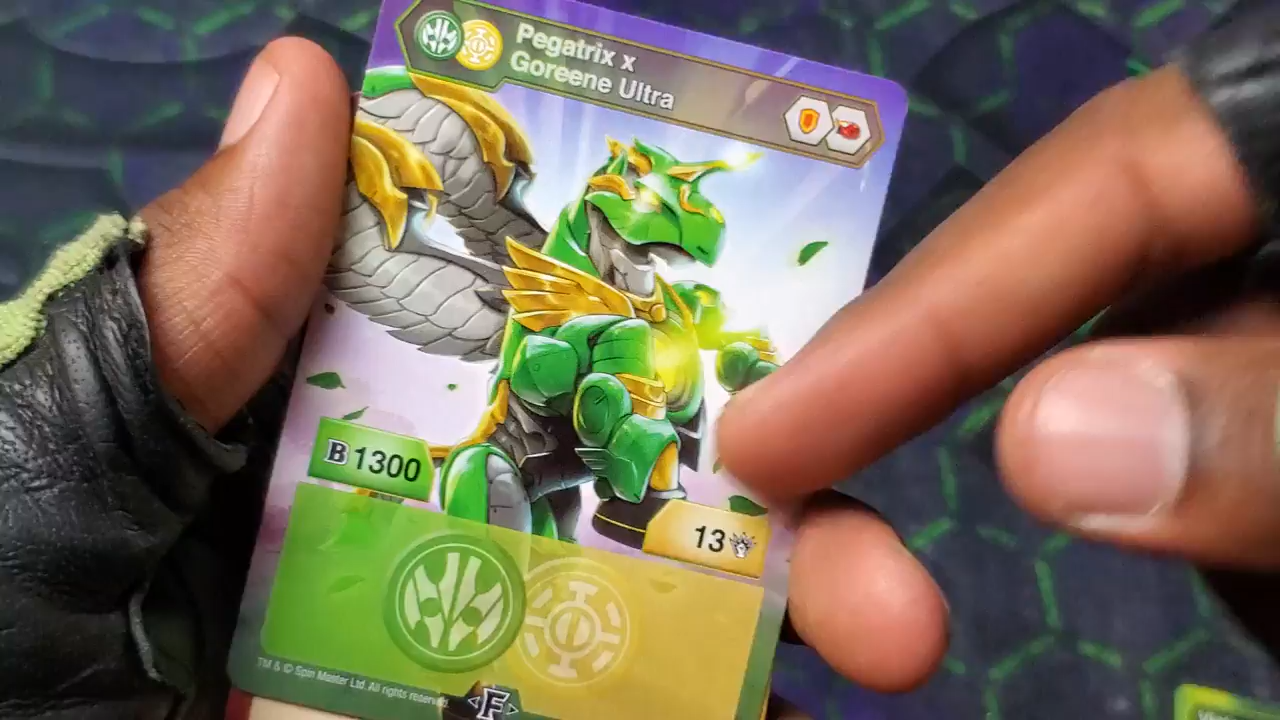 Pegatrix x
Goreene Ultra
B 1300
13
TM & © Spin Master Ltd. All rights reserved.
F